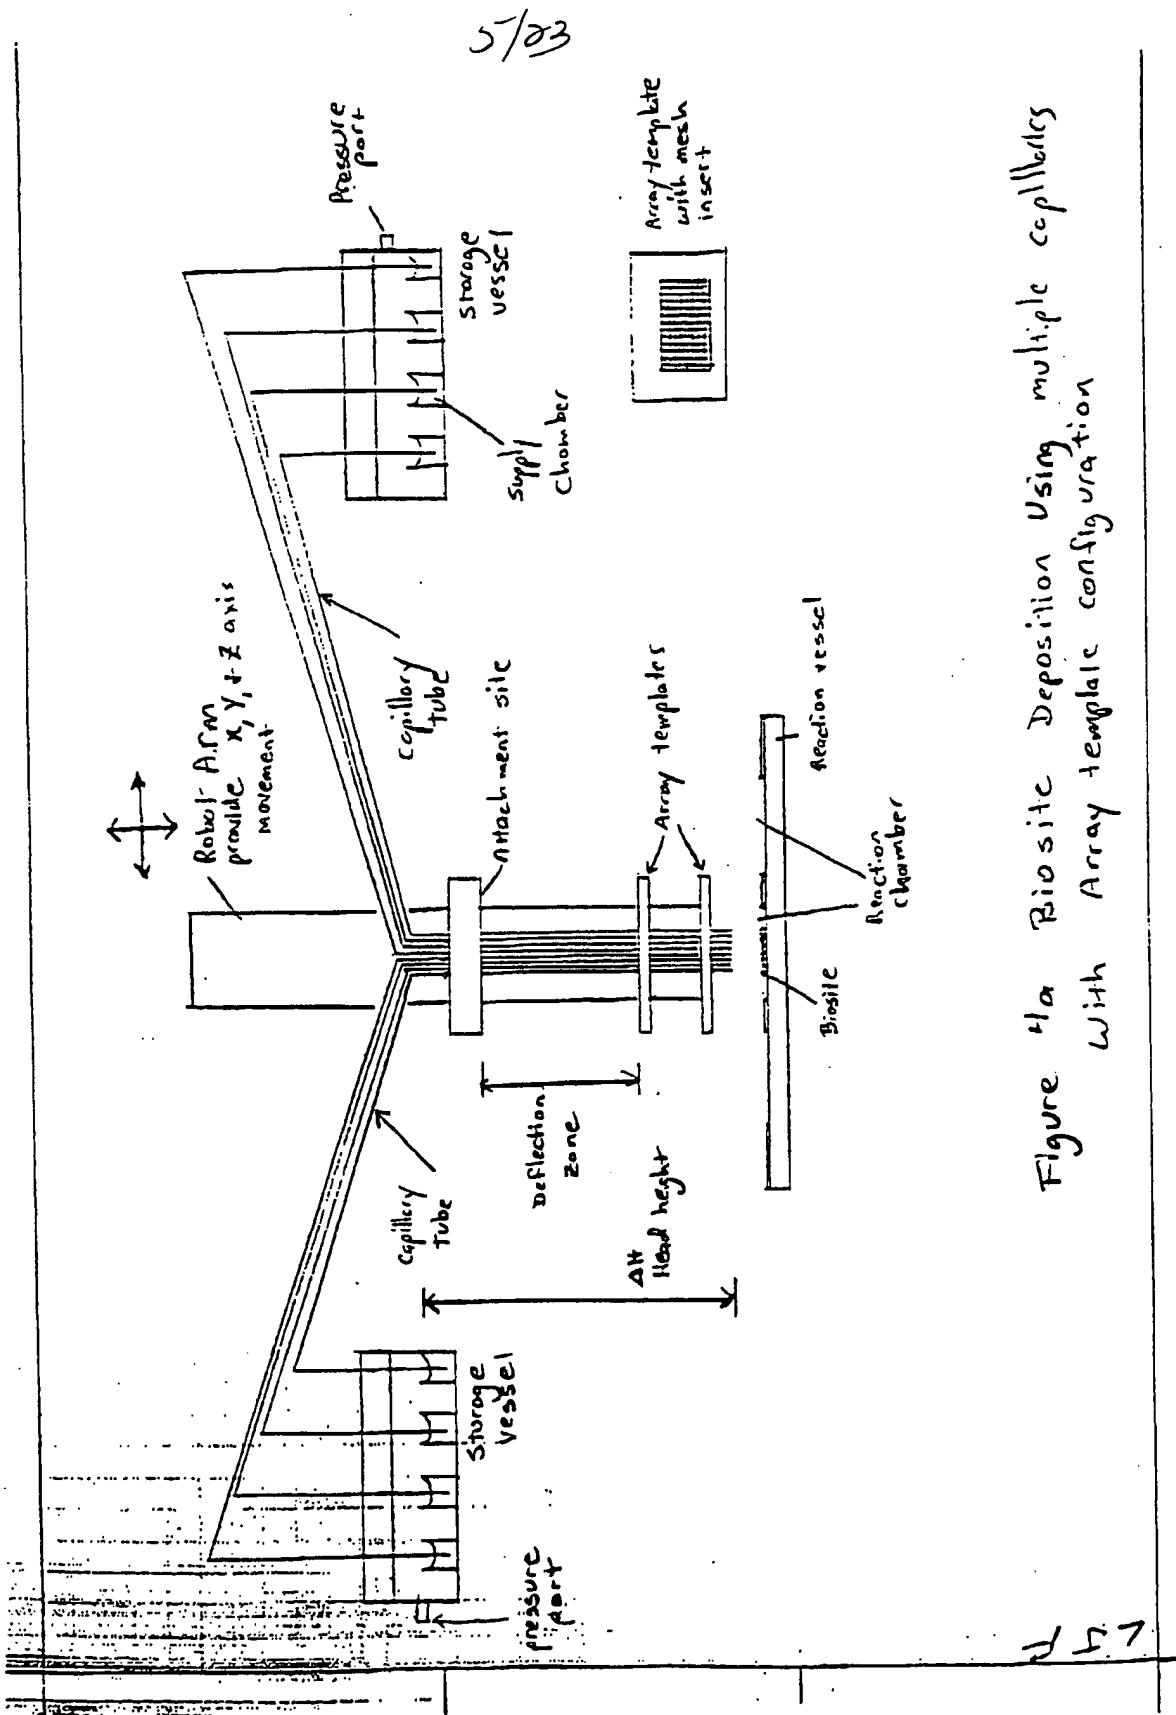 5/23
Robot Arm
provide x, y, + z axis
movement
Pressure
port
capillary
tube
capillary
tube
Storage
vessel
Supply
Chamber
Storage
Vessel
pressure
port
Attachment site
Deflection
zone
ΔH
Head height
Array templates
Array template
with mesh
insert
Biosite
Reaction
chamber
Reaction vessel
Figure 4a Biosite Deposition Using multiple capillaries
With Array template configuration